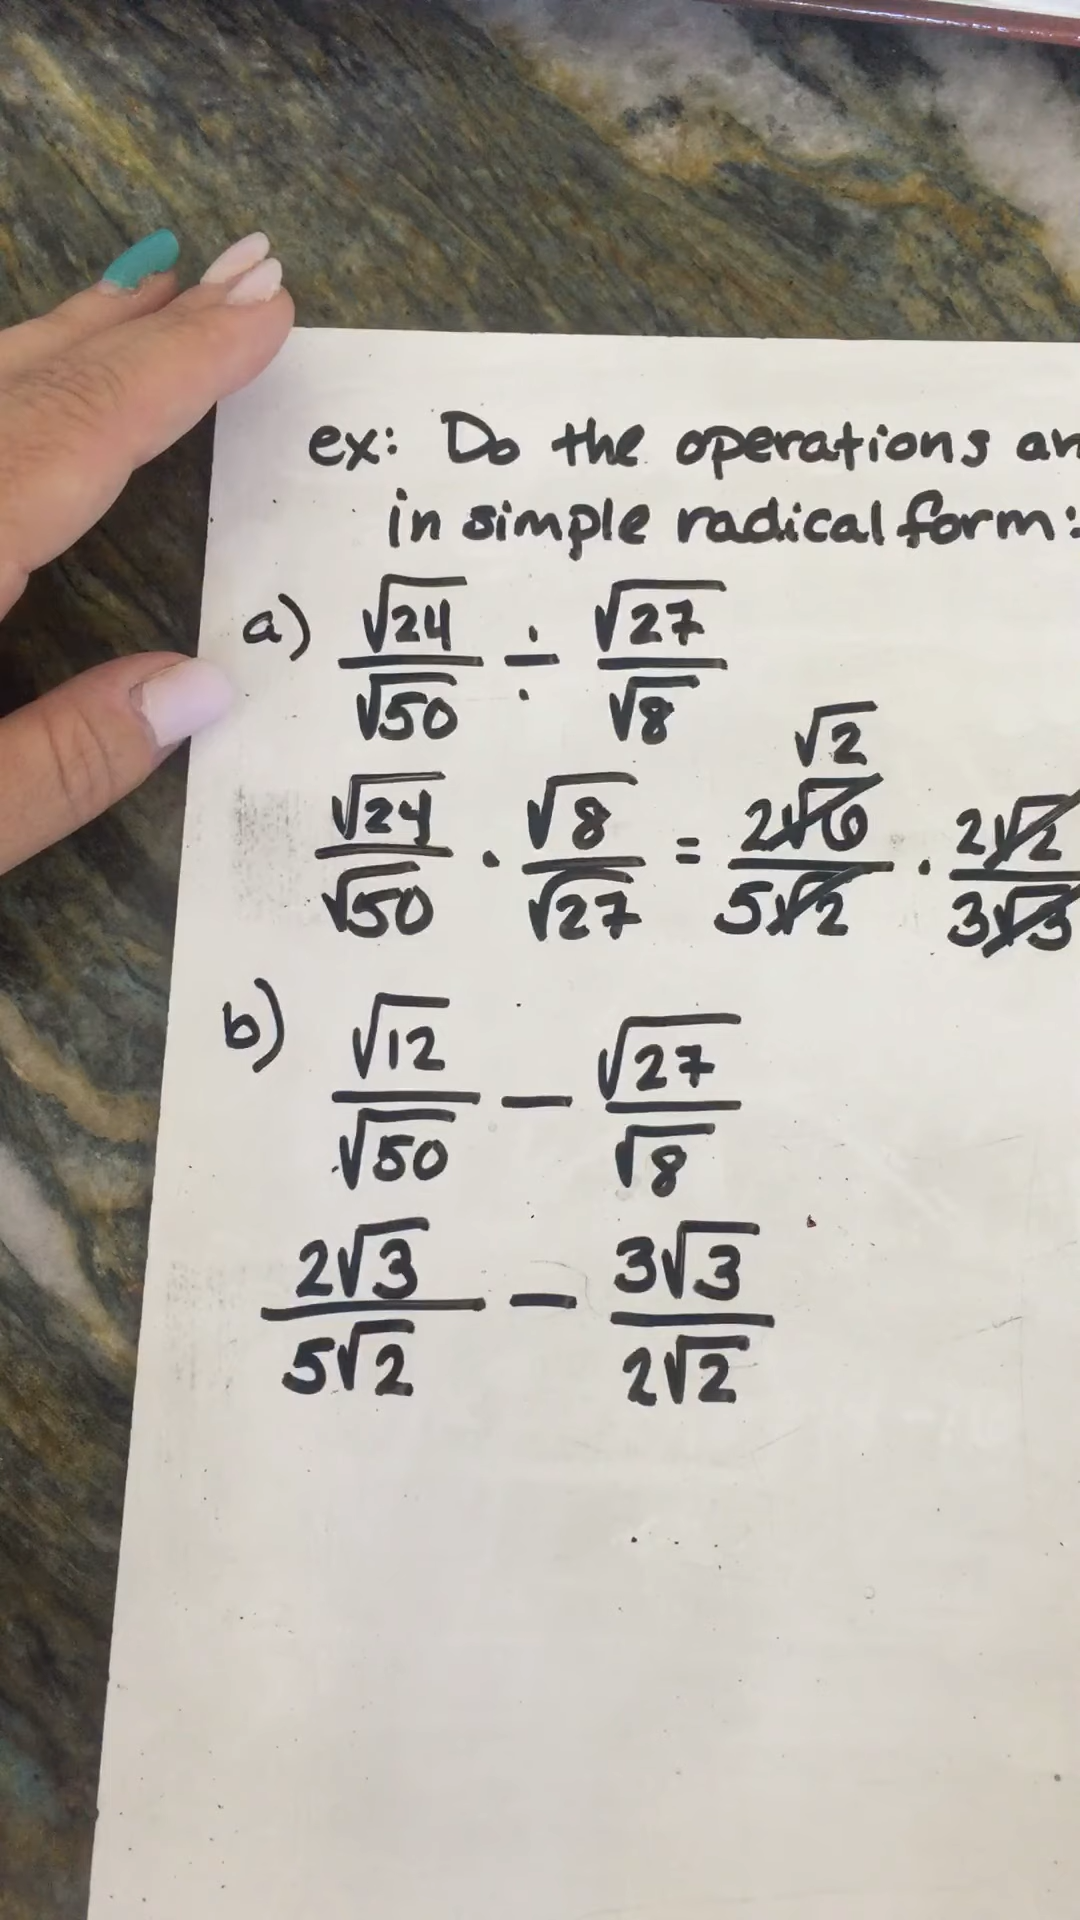 ex: Do the operations an
in simple radical form:
a) √24/√50 ÷ √27/√8
√2
√24/√50 · √8/√27 = 2√6/5√2 · 2√2/3√3
b) √12/√50 - √27/√8
2√3/5√2 - 3√3/2√2